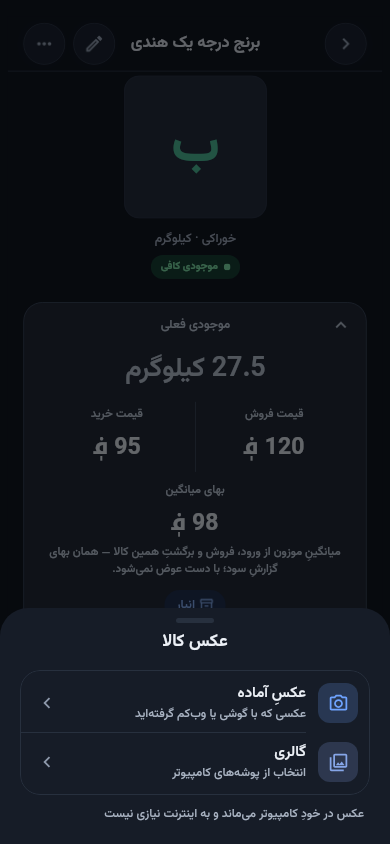 برنج درجه یک هندی
ب
خوراکی · کیلوگرم
موجودی کافی
موجودی فعلی
27.5 کیلوگرم
قیمت فروش
قیمت خرید
120 ؋
95 ؋
بهای میانگین
98 ؋
میانگینِ موزون از ورود، فروش و برگشتِ همین کالا — همان بهای
گزارشِ سود؛ با دست عوض نمی‌شود.
انبار
عکس کالا
عکسِ آماده
عکسی که با گوشی یا وب‌کم گرفته‌اید
گالری
انتخاب از پوشه‌های کامپیوتر
عکس در خودِ کامپیوتر می‌ماند و به اینترنت نیازی نیست